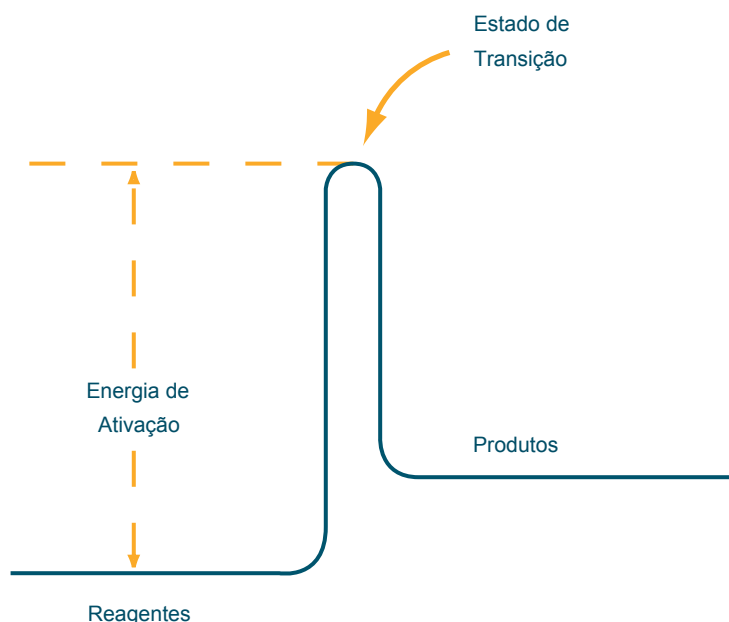 Estado de
Transição
Energia de
Ativação
Produtos
Reagentes